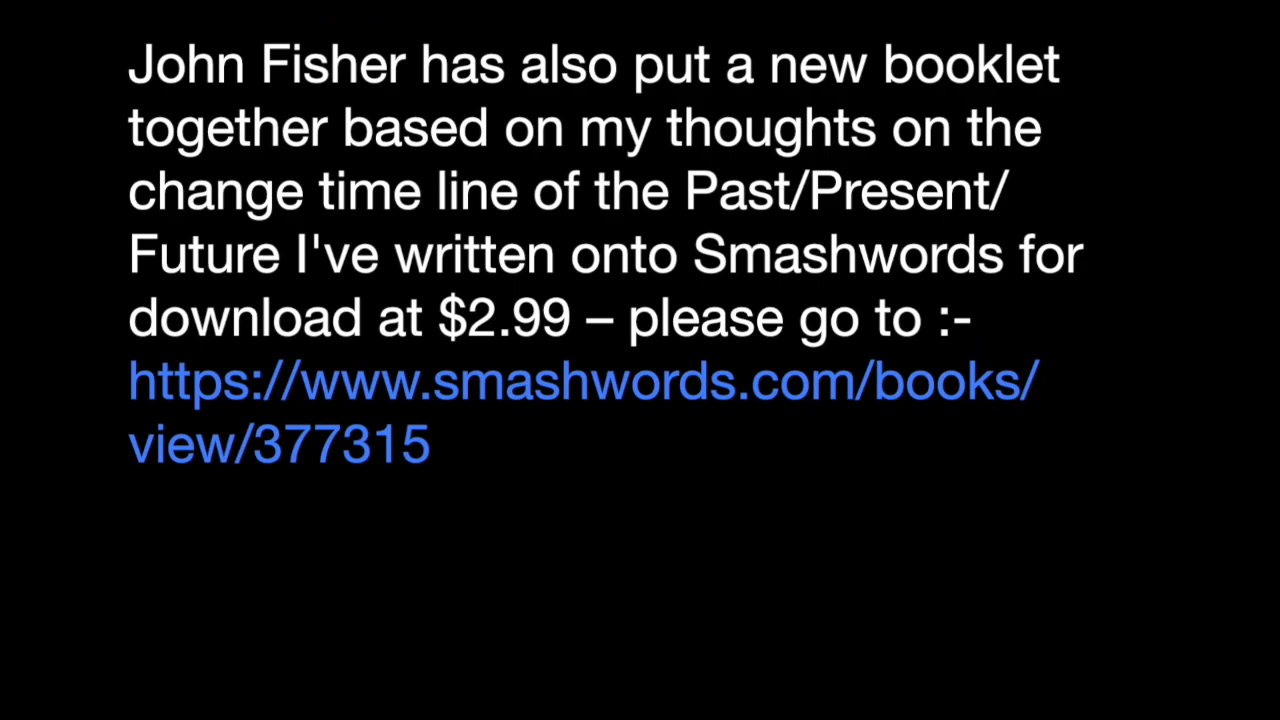 John Fisher has also put a new booklet
together based on my thoughts on the
change time line of the Past/Present/
Future I've written onto Smashwords for
download at $2.99 – please go to :-
https://www.smashwords.com/books/
view/377315